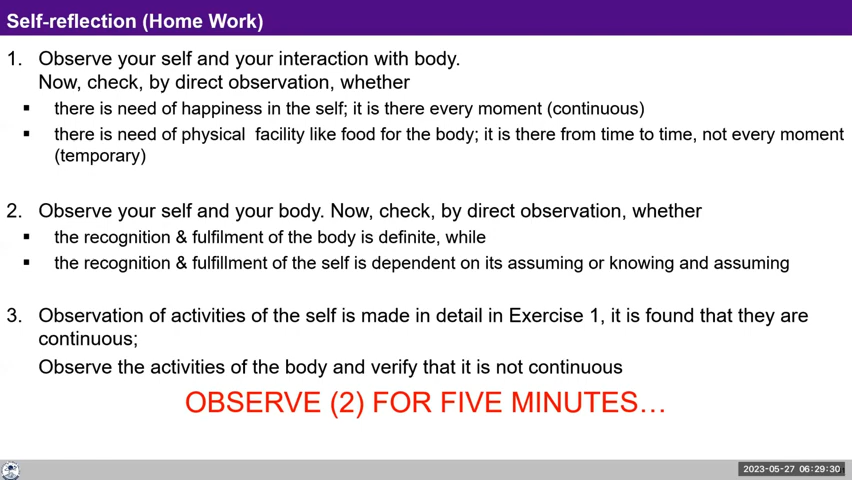 Self-reflection (Home Work)
1. Observe your self and your interaction with body.
Now, check, by direct observation, whether
▪ there is need of happiness in the self; it is there every moment (continuous)
▪ there is need of physical facility like food for the body; it is there from time to time, not every moment
(temporary)
2. Observe your self and your body. Now, check, by direct observation, whether
▪ the recognition & fulfilment of the body is definite, while
▪ the recognition & fulfillment of the self is dependent on its assuming or knowing and assuming
3. Observation of activities of the self is made in detail in Exercise 1, it is found that they are
continuous;
Observe the activities of the body and verify that it is not continuous
OBSERVE (2) FOR FIVE MINUTES…
2023-05-27 06:29:30